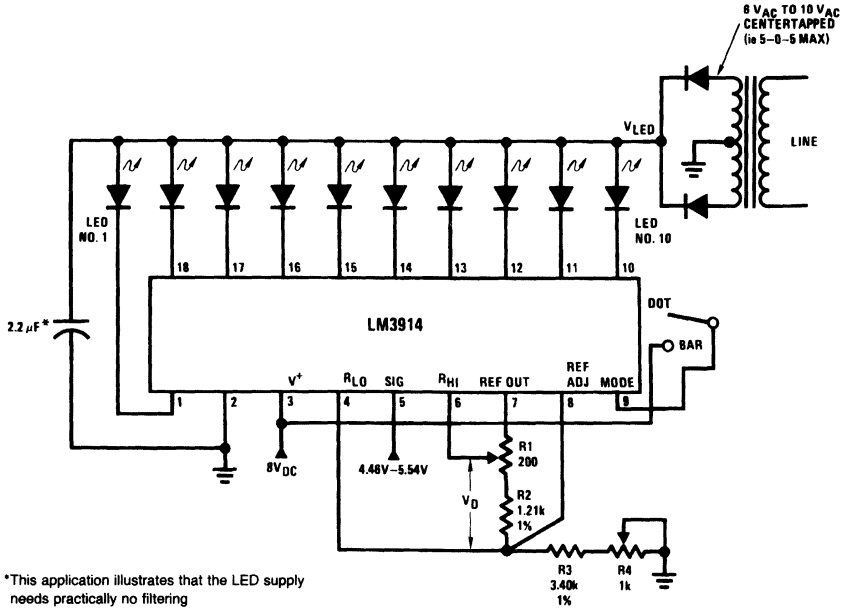 6 VAC TO 10 VAC
CENTERTAPPED
(ie 5–0–5 MAX)
VLED
LINE
LED
NO. 1
LED
NO. 10
18 17 16 15 14 13 12 11 10
2.2 μF*
LM3914
DOT
BAR
V+ RLO SIG RHI REF OUT REF
ADJ MODE
1 2 3 4 5 6 7 8 9
8VDC
4.46V–5.54V
R1
200
VD
R2
1.21k
1%
R3
3.40k
1%
R4
1k
*This application illustrates that the LED supply
needs practically no filtering